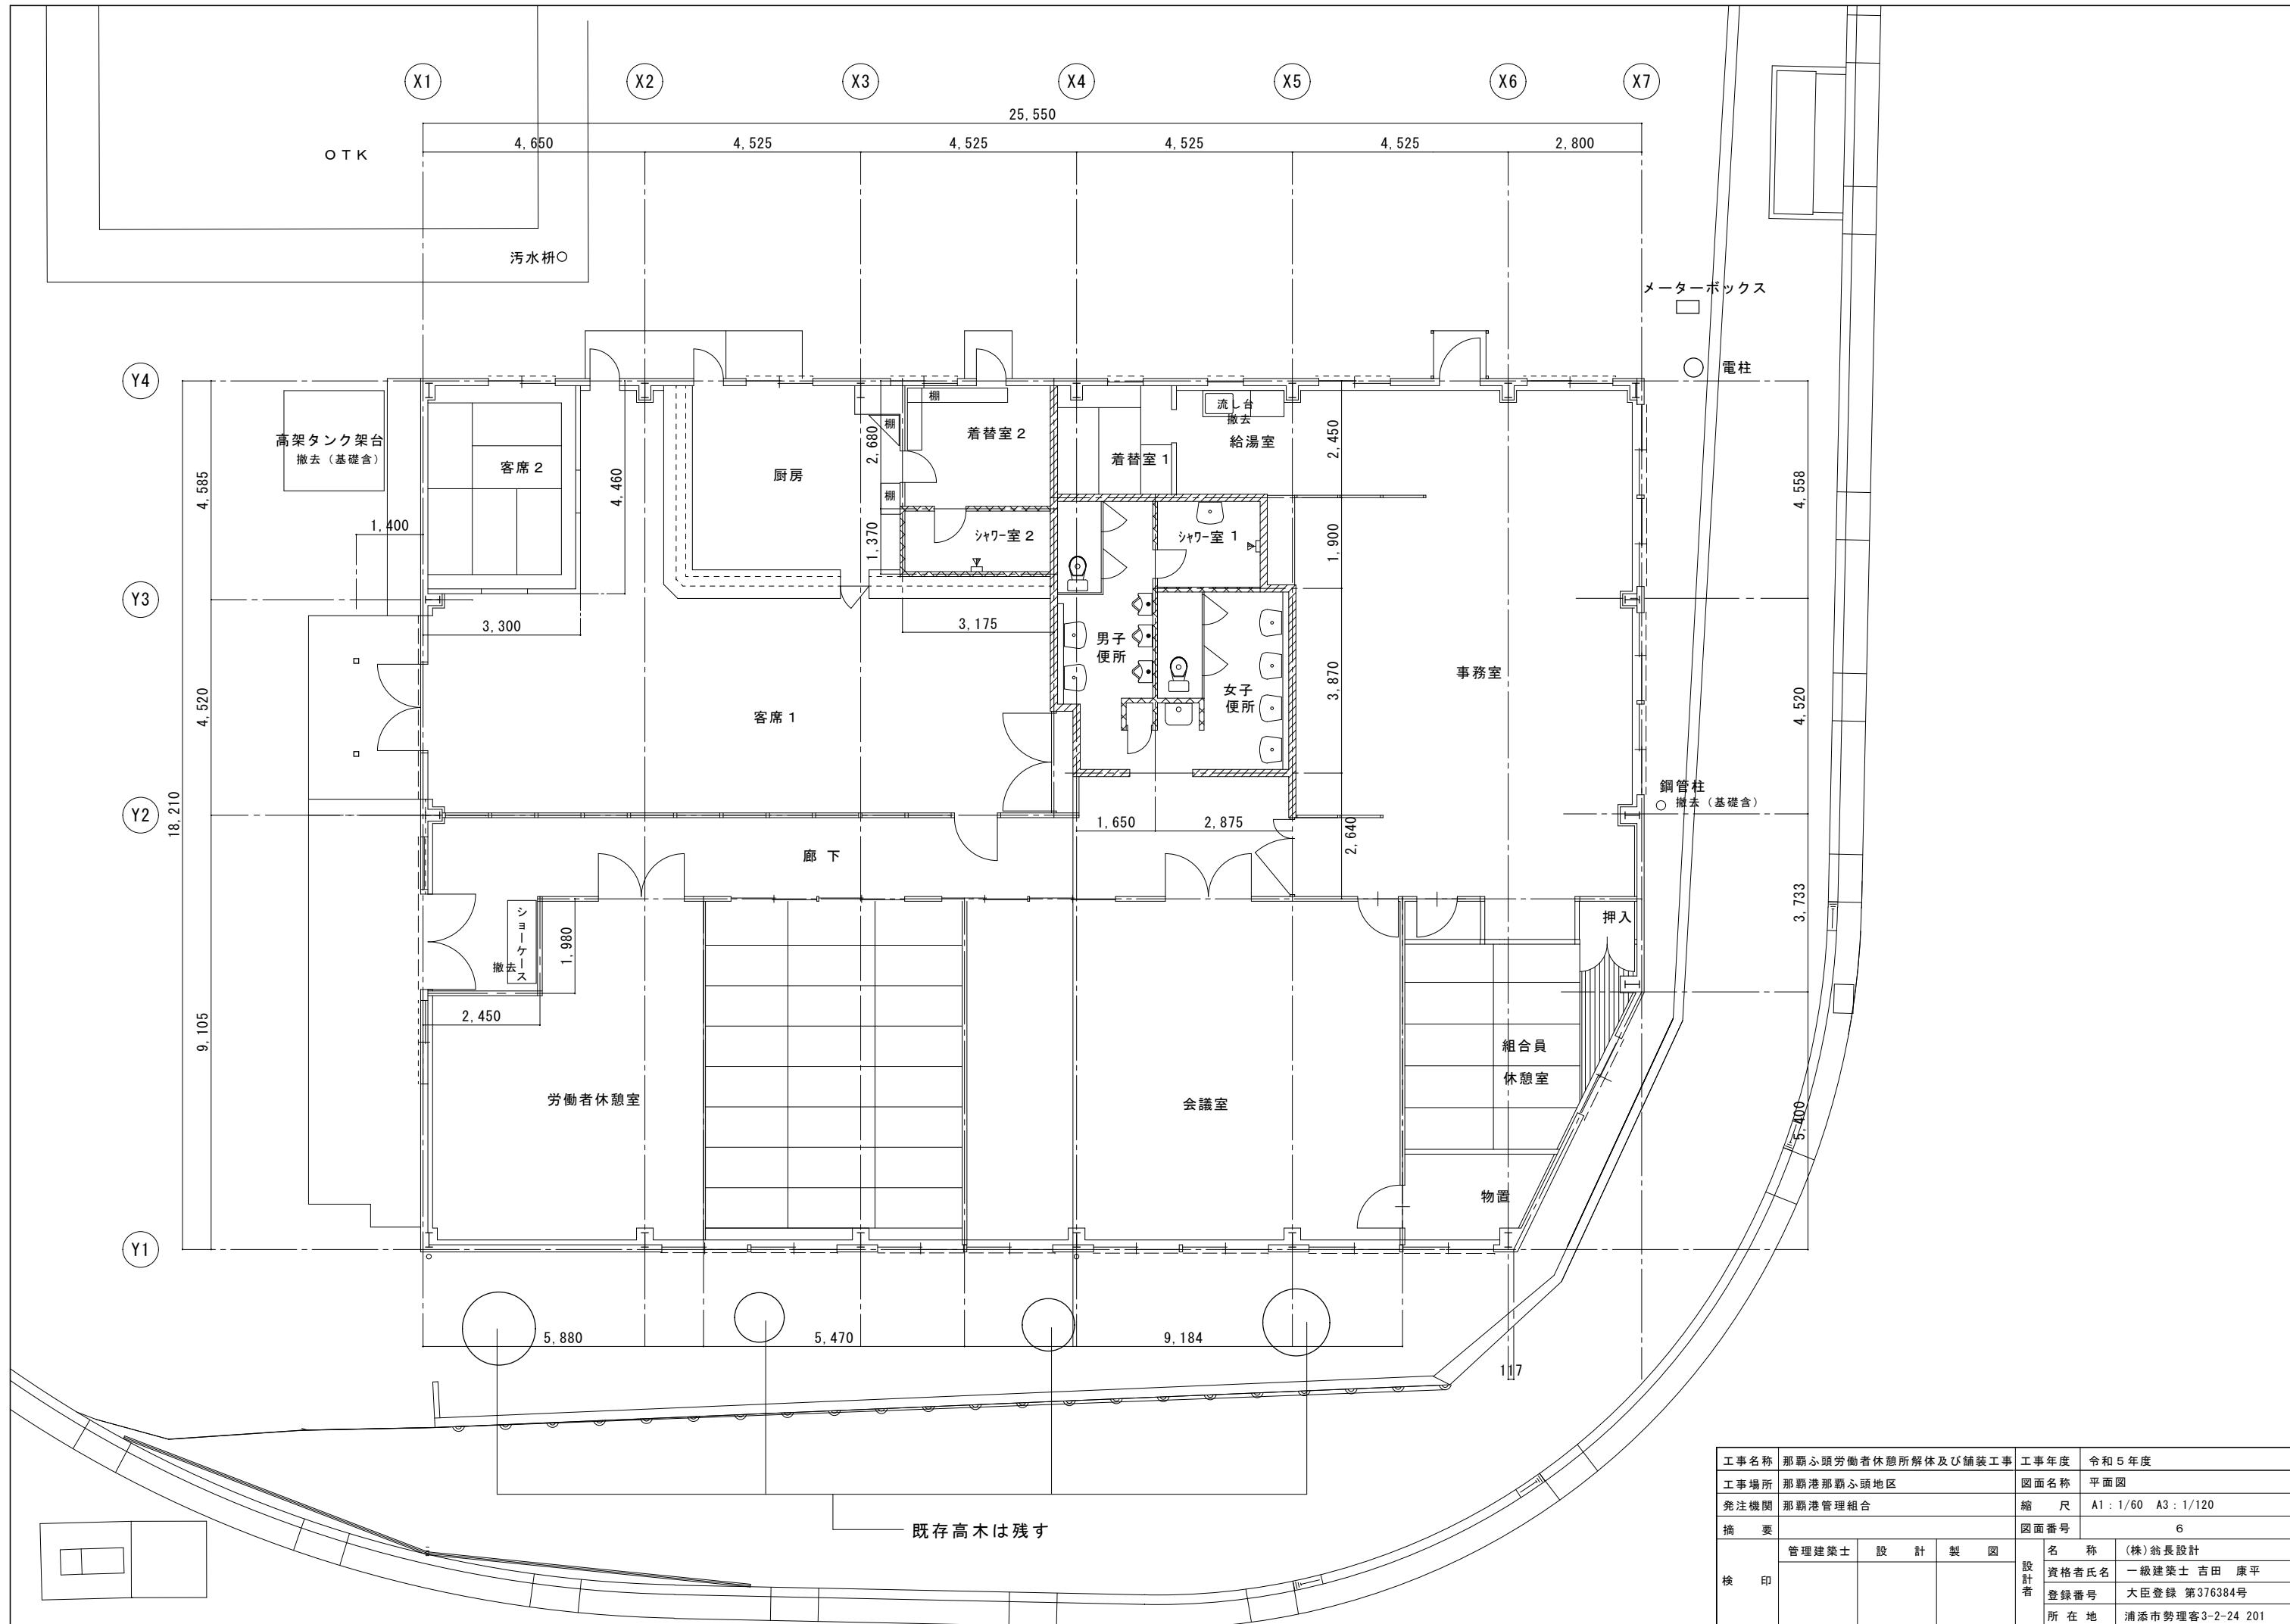 X1 X2 X3 X4 X5 X6 X7
25,550
4,650 4,525 4,525 4,525 4,525 2,800
OTK
汚水桝
メーターボックス
電柱
Y4
Y3
Y2
Y1
高架タンク架台
撤去（基礎含）
1,400
4,585
4,520
18,210
9,105
客席２
4,460
3,300
厨房
棚
棚
棚
2,680
1,370
着替室２
シャワー室２
3,175
着替室１
流し台
撤去
給湯室
シャワー室１
男子
便所
女子
便所
2,450
1,900
3,870
2,640
事務室
4,558
4,520
3,733
5,400
鋼管柱
撤去（基礎含）
客席１
1,650 2,875
廊下
ショーケース
撤去
1,980
2,450
押入
労働者休憩室
会議室
組合員
休憩室
物置
5,880 5,470 9,184
117
既存高木は残す
工事名称 那覇ふ頭労働者休憩所解体及び舗装工事 工事年度 令和５年度
工事場所 那覇港那覇ふ頭地区 図面名称 平面図
発注機関 那覇港管理組合 縮尺 A1：1/60 A3：1/120
摘要 図面番号 6
検印 管理建築士 設計 製図
設計者
名称 (株)翁長設計
資格者氏名 一級建築士 吉田 康平
登録番号 大臣登録 第376384号
所在地 浦添市勢理客3-2-24 201